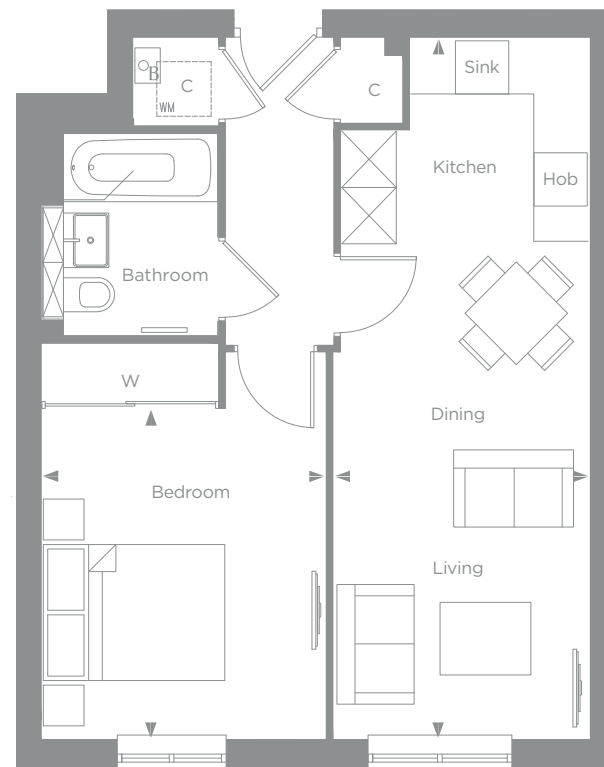 Sink
B
C
C
WM
Kitchen
Hob
Bathroom
W
Dining
Bedroom
Living